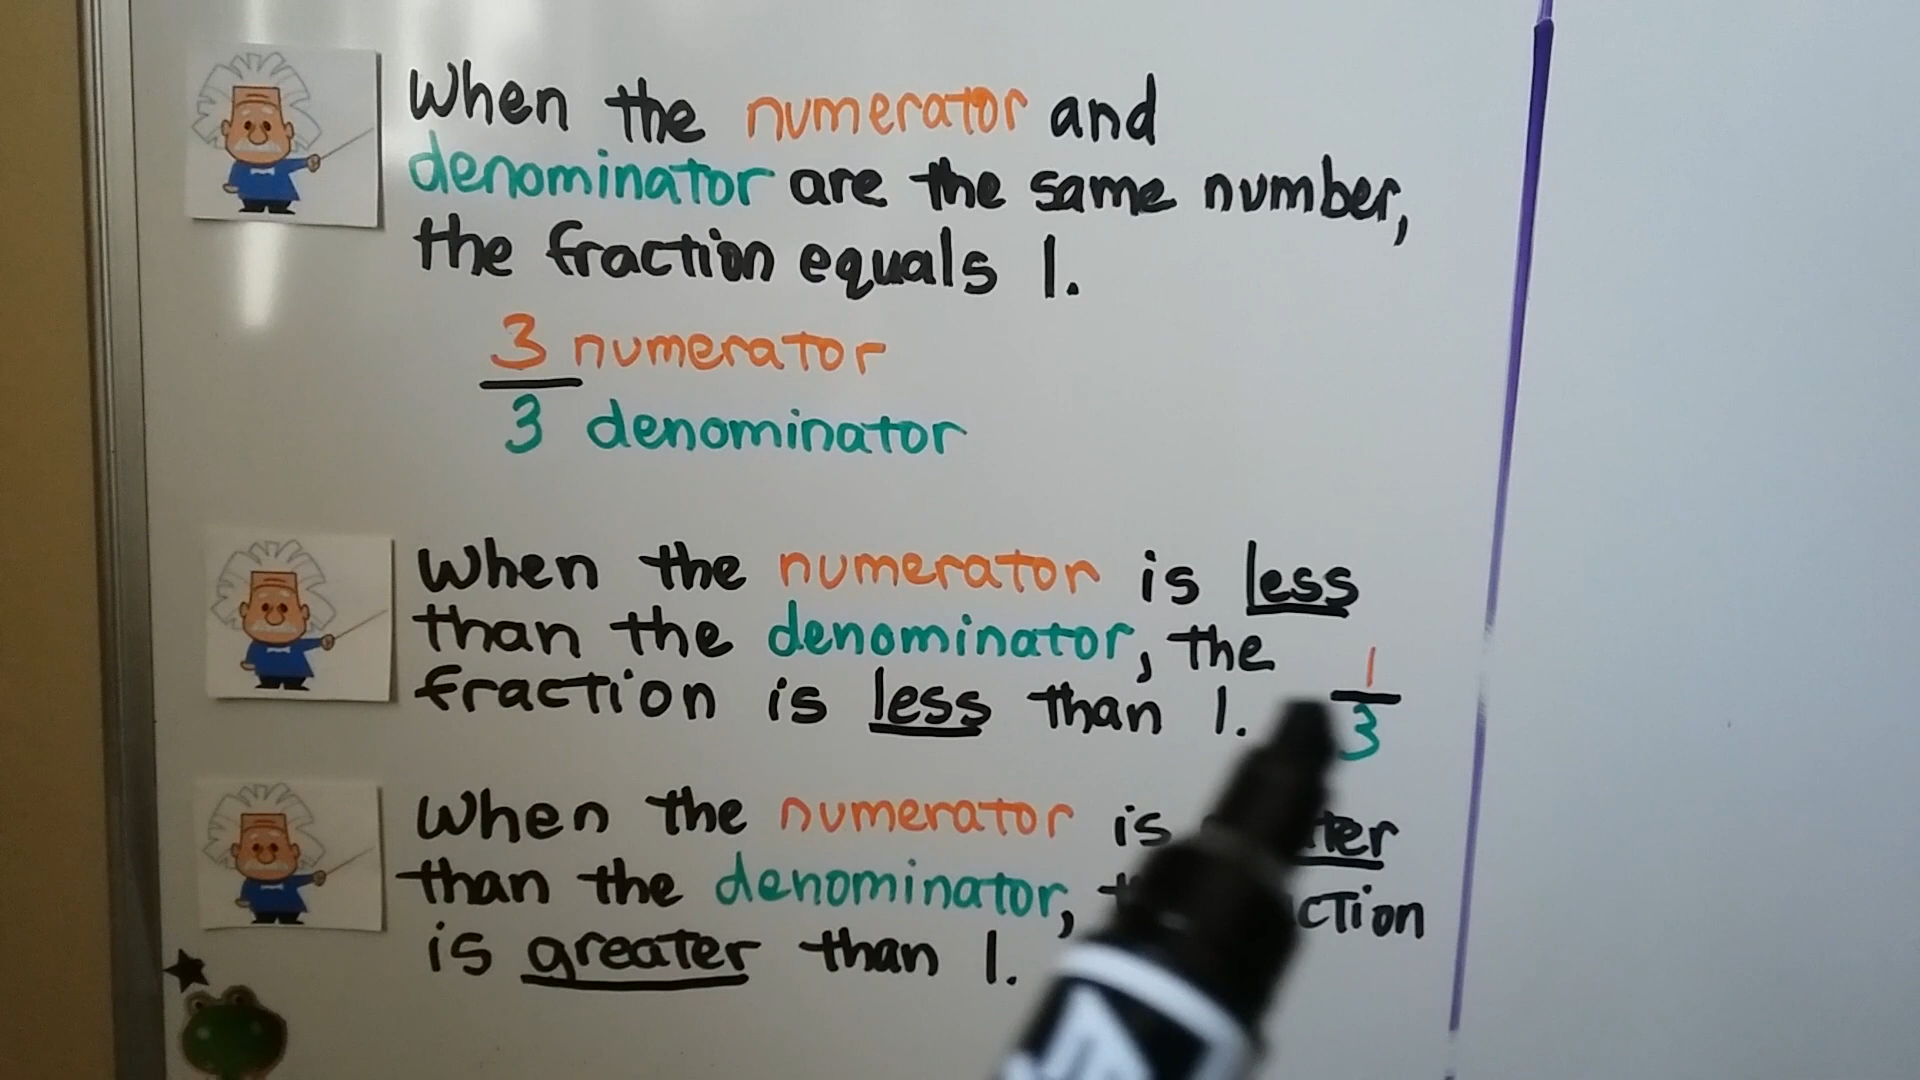 When the numerator and
denominator are the same number,
the fraction equals 1.
3 numerator
3 denominator
When the numerator is less
than the denominator, the
fraction is less than 1.
1
3
When the numerator is
than the denominator,
is greater than 1.